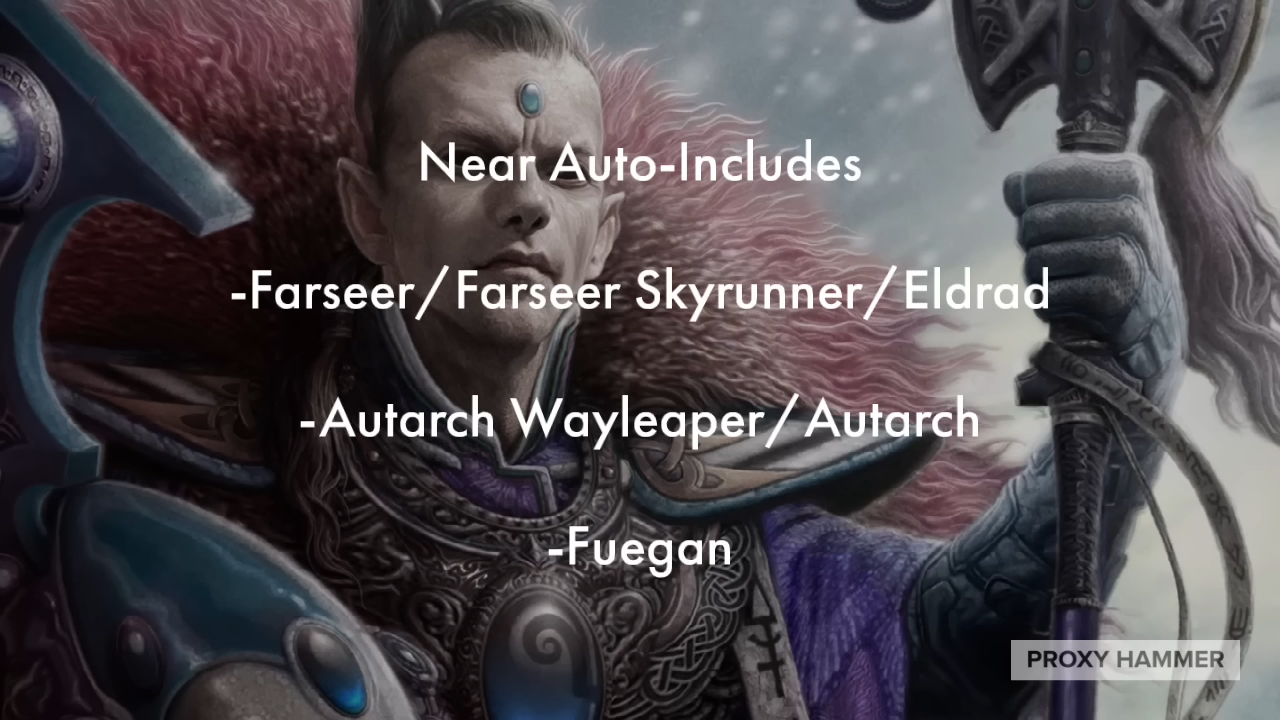 Near Auto-Includes
-Farseer/Farseer Skyrunner/Eldrad
-Autarch Wayleaper/Autarch
-Fuegan
PROXY HAMMER